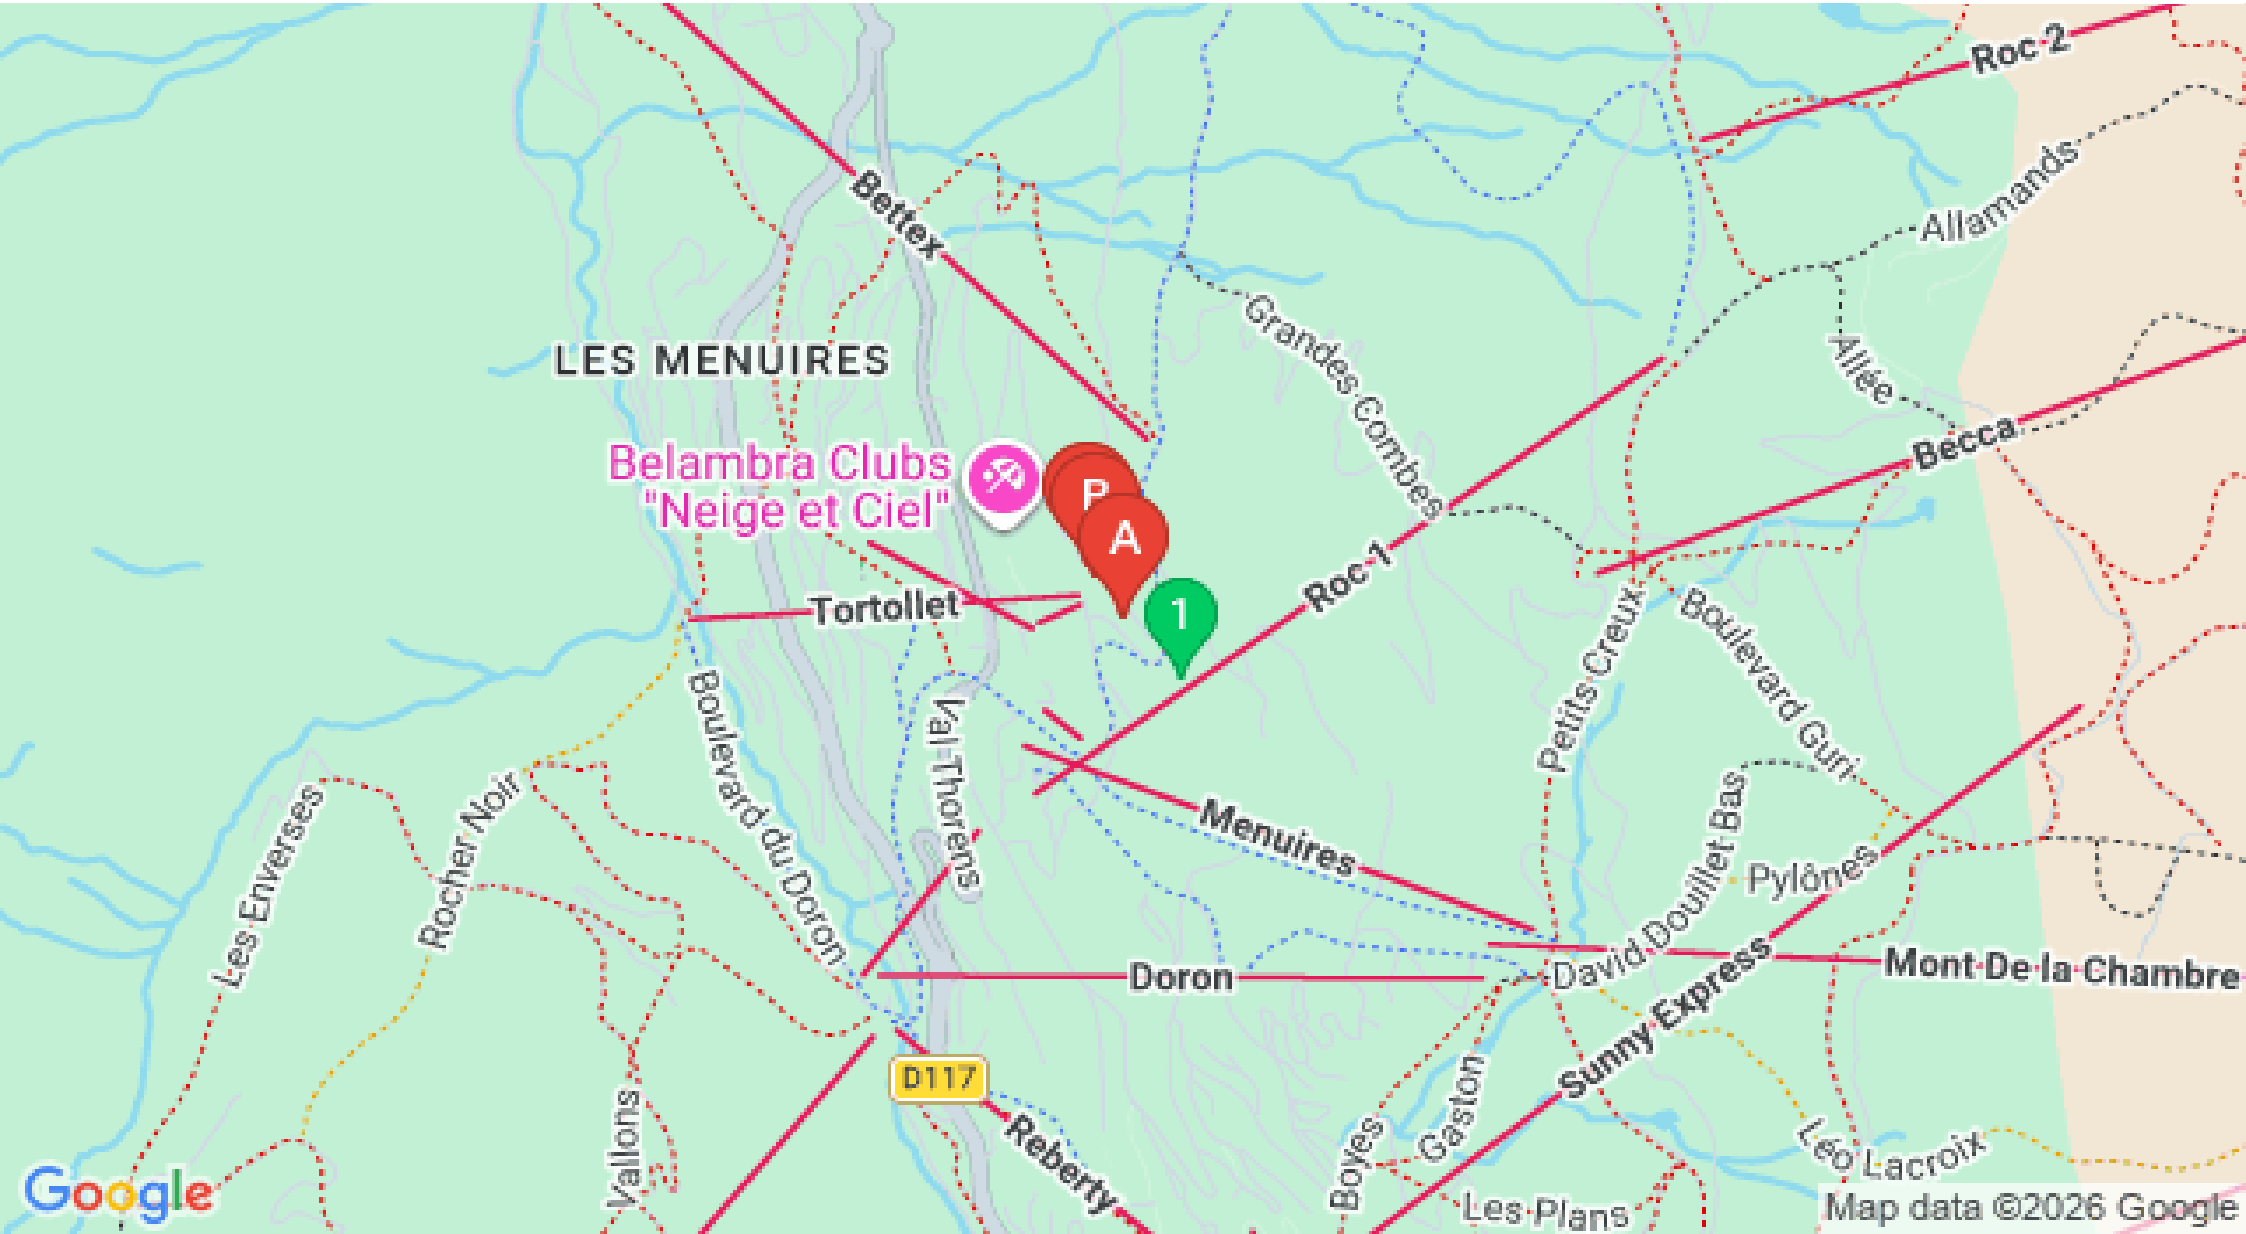 Roc 2
Bettex
Allamands
Grandes Combes
Allée
LES MENUIRES
Becca
Belambra Clubs
"Neige et Ciel"
P
A
1
Roc 1
Tortollet
Petits Creux
Boulevard Guri
Boulevard du Doron
Val Thorens
Menuires
Les Enverses
Rocher Noir
David Douillet Bas
Pylônes
Doron
Mont De la Chambre
Sunny Express
D117
Reberty
Vallons
Boyes
Gaston
Léo Lacroix
Les Plans
Google
Map data ©2026 Google